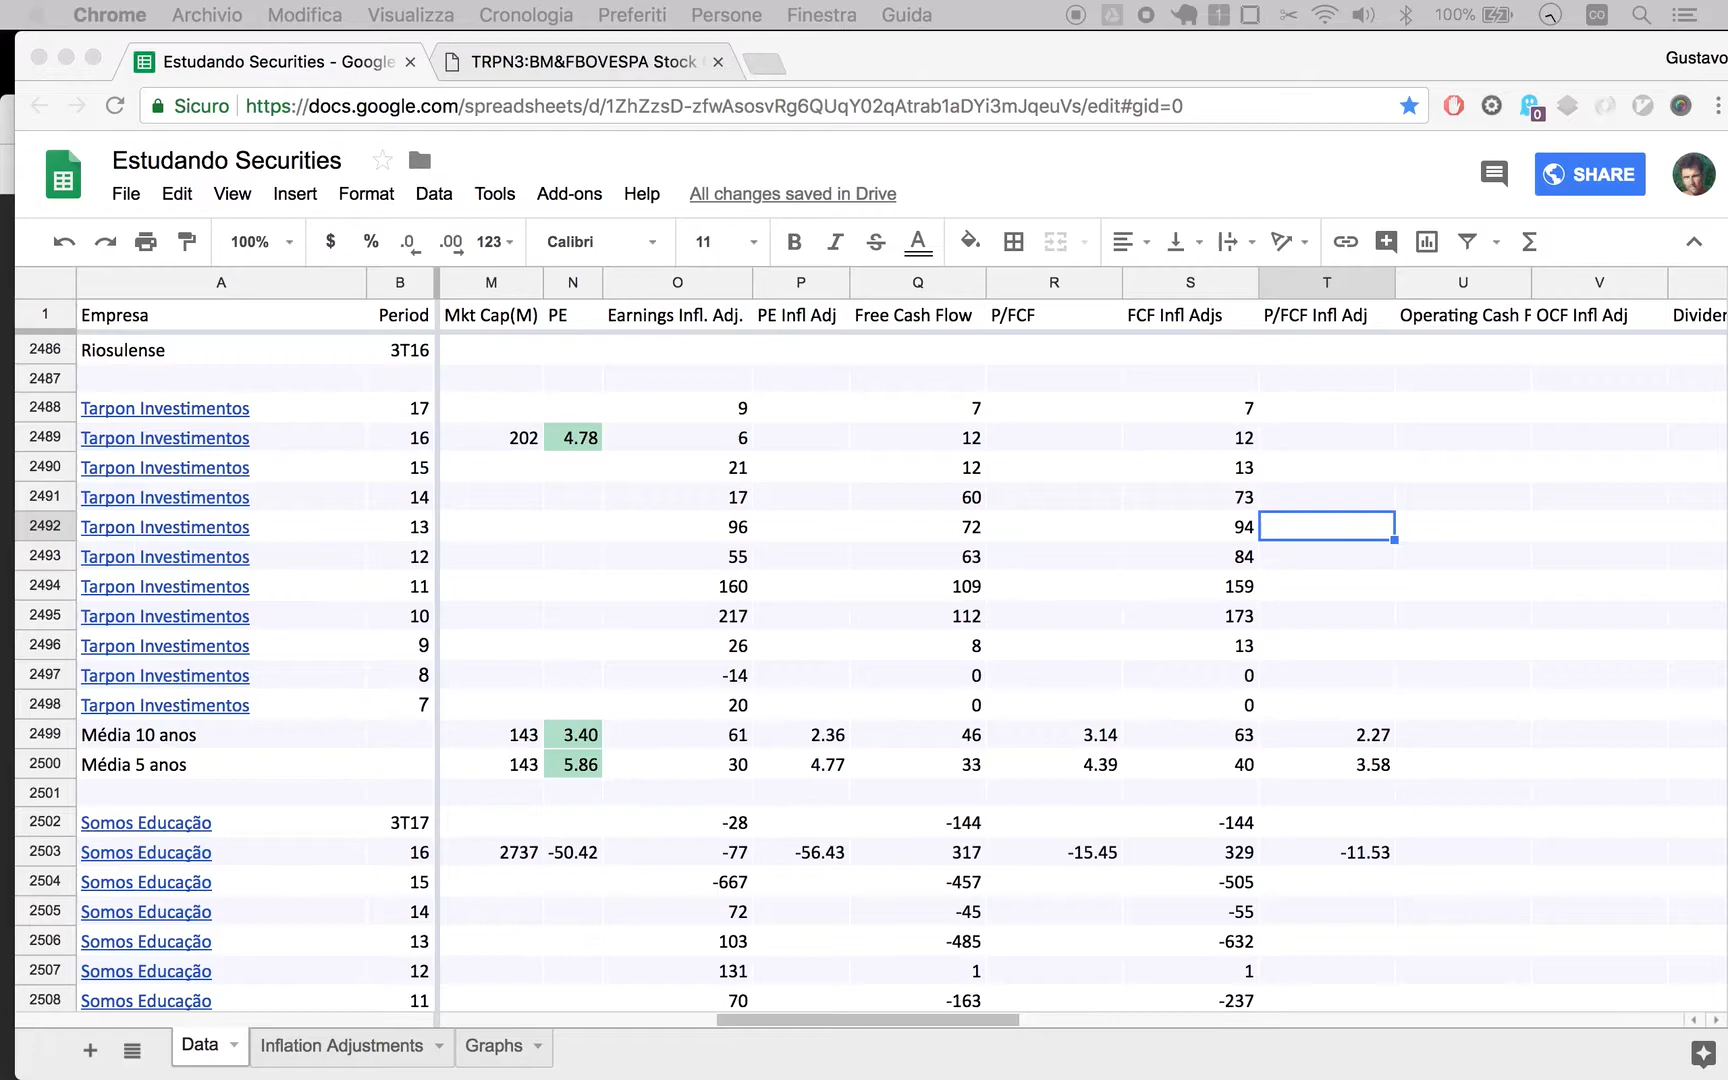 Chrome Archivio Modifica Visualizza Cronologia Preferiti Persone Finestra Guida 1 100% CO
Estudando Securities - Google × TRPN3:BM&FBOVESPA Stock × Gustavo
Sicuro https://docs.google.com/spreadsheets/d/1ZhZzsD-zfwAsosvRg6QUqY02qAtrab1aDYi3mJqeuVs/edit#gid=0 0
Estudando Securities SHARE
File Edit View Insert Format Data Tools Add-ons Help All changes saved in Drive
100% $ % .0 .00 123 Calibri 11 B I S A Σ
A B M N O P Q R S T U V
1 Empresa Period Mkt Cap(M) PE Earnings Infl. Adj. PE Infl Adj Free Cash Flow P/FCF FCF Infl Adjs P/FCF Infl Adj Operating Cash F OCF Infl Adj Divider
2486 Riosulense 3T16
2487
2488 Tarpon Investimentos 17 9 7 7
2489 Tarpon Investimentos 16 202 4.78 6 12 12
2490 Tarpon Investimentos 15 21 12 13
2491 Tarpon Investimentos 14 17 60 73
2492 Tarpon Investimentos 13 96 72 94
2493 Tarpon Investimentos 12 55 63 84
2494 Tarpon Investimentos 11 160 109 159
2495 Tarpon Investimentos 10 217 112 173
2496 Tarpon Investimentos 9 26 8 13
2497 Tarpon Investimentos 8 -14 0 0
2498 Tarpon Investimentos 7 20 0 0
2499 Média 10 anos 143 3.40 61 2.36 46 3.14 63 2.27
2500 Média 5 anos 143 5.86 30 4.77 33 4.39 40 3.58
2501
2502 Somos Educação 3T17 -28 -144 -144
2503 Somos Educação 16 2737 -50.42 -77 -56.43 317 -15.45 329 -11.53
2504 Somos Educação 15 -667 -457 -505
2505 Somos Educação 14 72 -45 -55
2506 Somos Educação 13 103 -485 -632
2507 Somos Educação 12 131 1 1
2508 Somos Educação 11 70 -163 -237
+ Data Inflation Adjustments Graphs